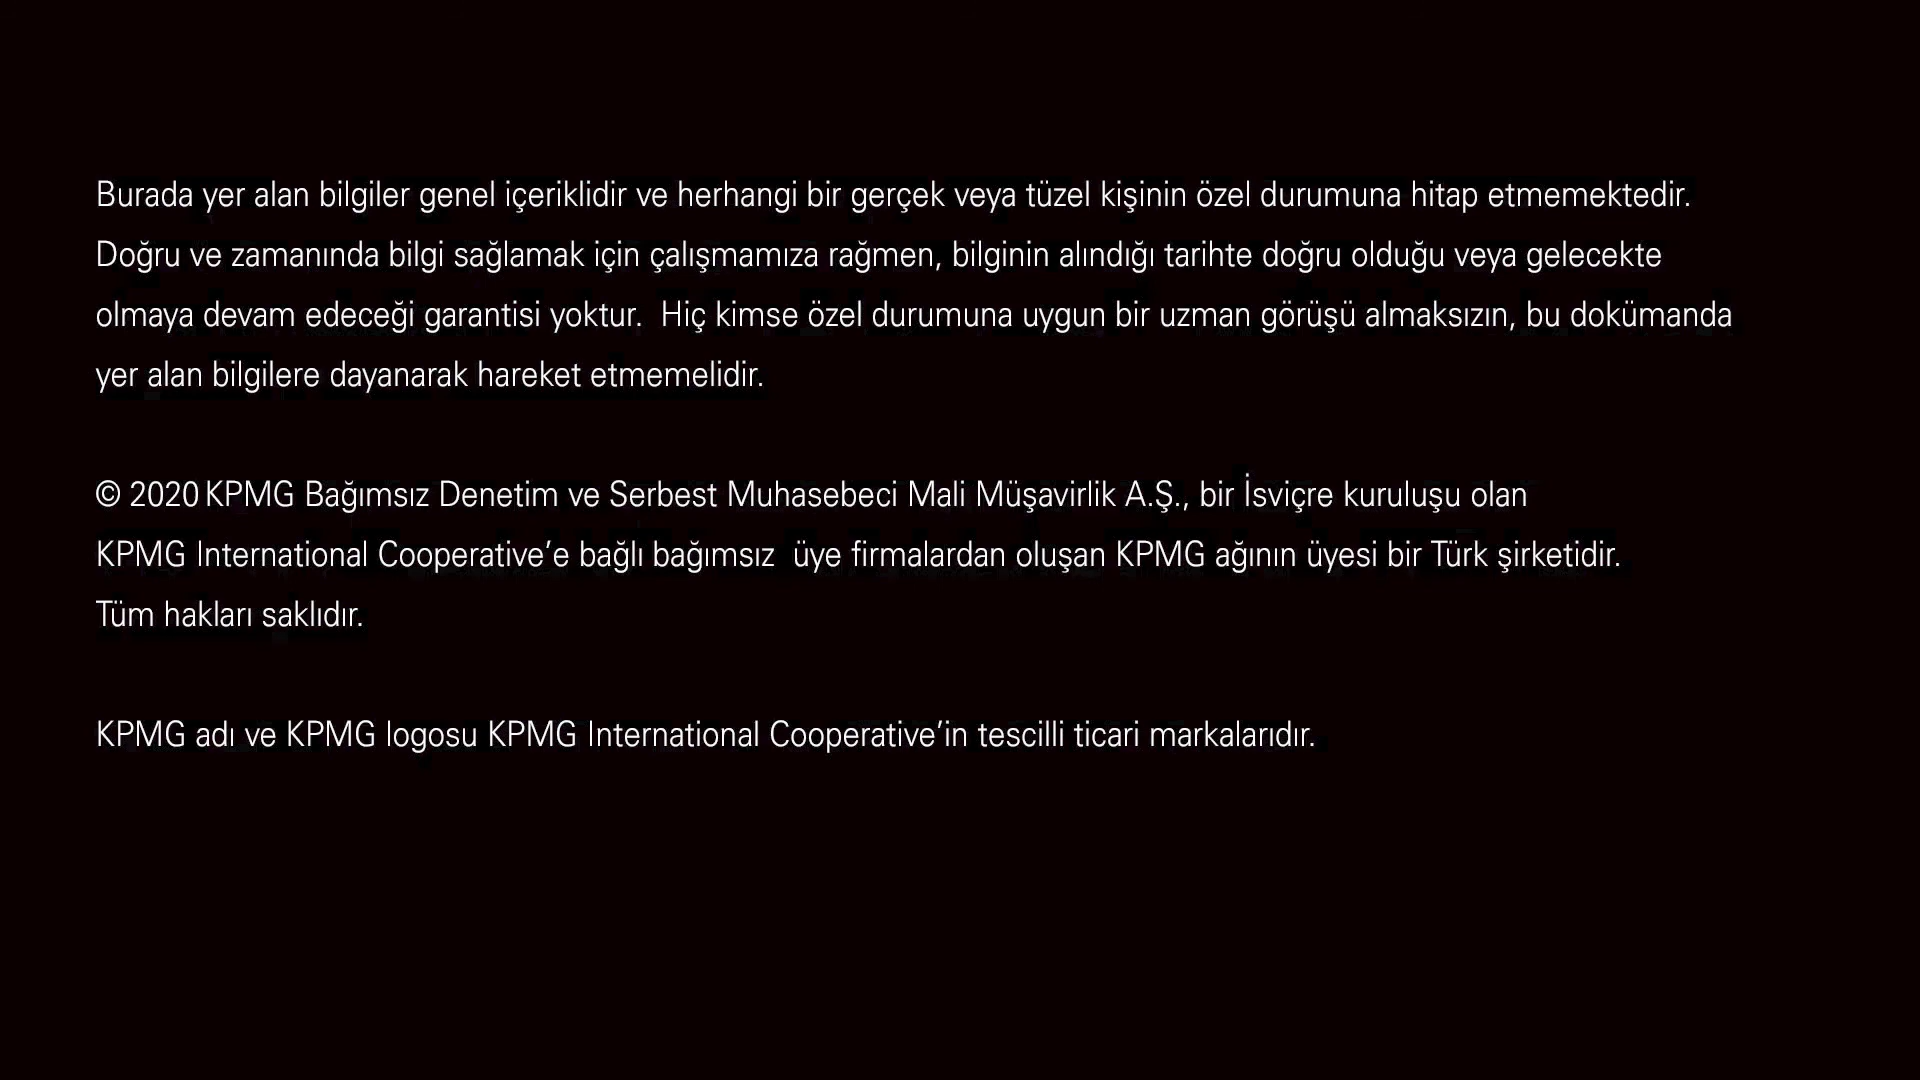 Burada yer alan bilgiler genel içeriklidir ve herhangi bir gerçek veya tüzel kişinin özel durumuna hitap etmemektedir.
Doğru ve zamanında bilgi sağlamak için çalışmamıza rağmen, bilginin alındığı tarihte doğru olduğu veya gelecekte
olmaya devam edeceği garantisi yoktur.  Hiç kimse özel durumuna uygun bir uzman görüşü almaksızın, bu dokümanda
yer alan bilgilere dayanarak hareket etmemelidir.
© 2020 KPMG Bağımsız Denetim ve Serbest Muhasebeci Mali Müşavirlik A.Ş., bir İsviçre kuruluşu olan
KPMG International Cooperative’e bağlı bağımsız  üye firmalardan oluşan KPMG ağının üyesi bir Türk şirketidir.
Tüm hakları saklıdır.
KPMG adı ve KPMG logosu KPMG International Cooperative’in tescilli ticari markalarıdır.